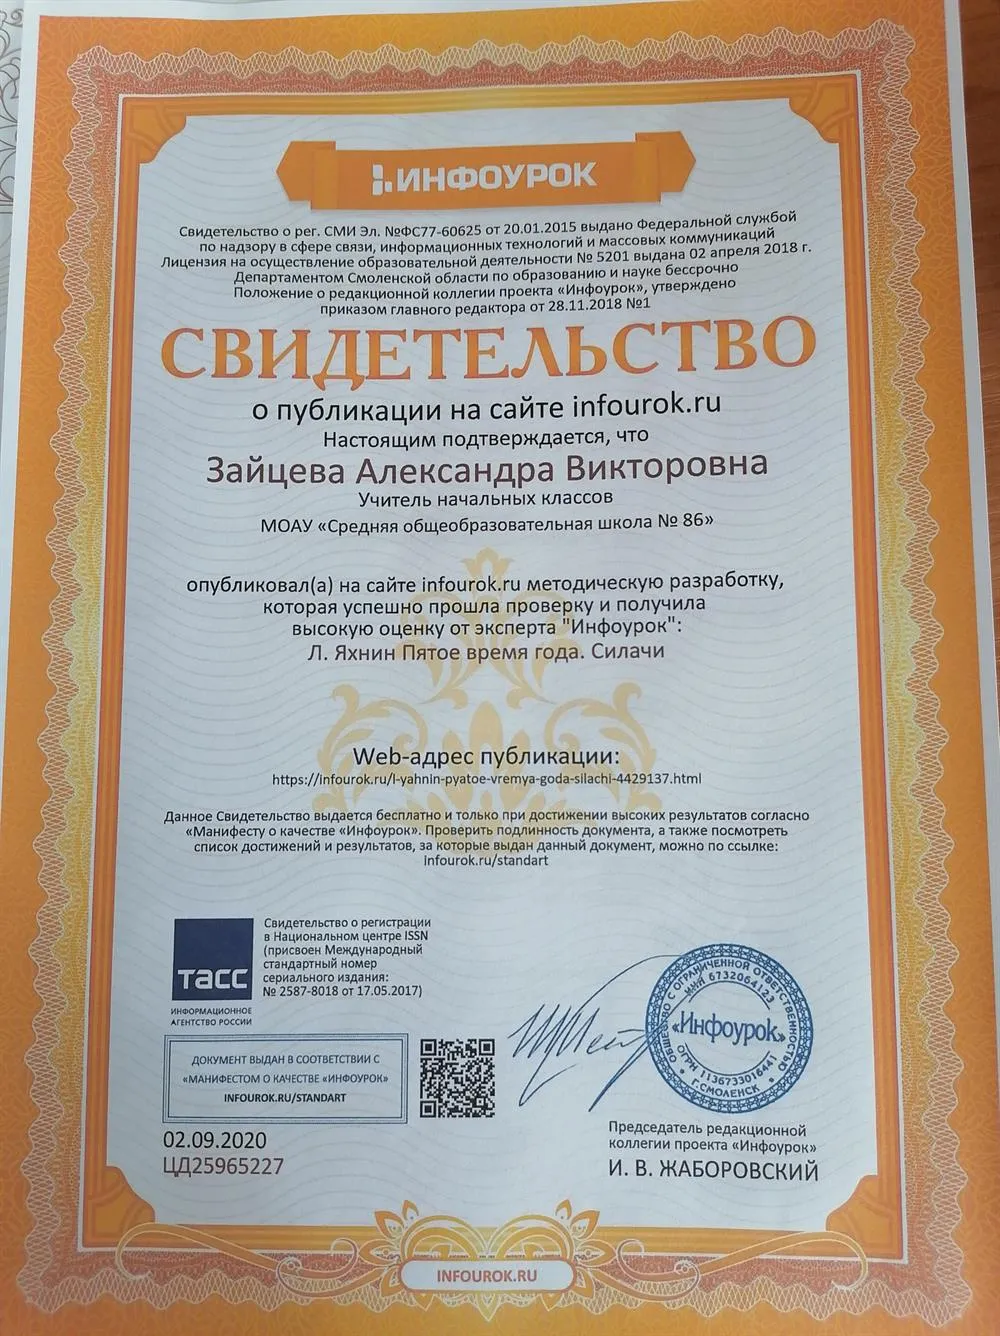 ИНФОУРОК
Свидетельство о рег. СМИ Эл. №ФС77-60625 от 20.01.2015 выдано Федеральной службой
по надзору в сфере связи, информационных технологий и массовых коммуникаций
Лицензия на осуществление образовательной деятельности № 5201 выдана 02 апреля 2018 г.
Департаментом Смоленской области по образованию и науке бессрочно
Положение о редакционной коллегии проекта «Инфоурок», утверждено
приказом главного редактора от 28.11.2018 №1
СВИДЕТЕЛЬСТВО
о публикации на сайте infourok.ru
Настоящим подтверждается, что
Зайцева Александра Викторовна
Учитель начальных классов
МОАУ «Средняя общеобразовательная школа № 86»
опубликовал(а) на сайте infourok.ru методическую разработку,
которая успешно прошла проверку и получила
высокую оценку от эксперта "Инфоурок":
Л. Яхнин Пятое время года. Силачи
Web-адрес публикации:
https://infourok.ru/l-yahnin-pyatoe-vremya-goda-silachi-4429137.html
Данное Свидетельство выдается бесплатно и только при достижении высоких результатов согласно
«Манифесту о качестве «Инфоурок». Проверить подлинность документа, а также посмотреть
список достижений и результатов, за которые выдан данный документ, можно по ссылке:
infourok.ru/standart
ТАСС
ИНФОРМАЦИОННОЕ
АГЕНТСТВО РОССИИ
Свидетельство о регистрации
в Национальном центре ISSN
(присвоен Международный
стандартный номер
сериального издания:
№ 2587-8018 от 17.05.2017)
ДОКУМЕНТ ВЫДАН В СООТВЕТСТВИИ С
«МАНИФЕСТОМ О КАЧЕСТВЕ «ИНФОУРОК»
INFOUROK.RU/STANDART
02.09.2020
ЦД25965227
ОБЩЕСТВО С ОГРАНИЧЕННОЙ ОТВЕТСТВЕННОСТЬЮ
ИНН 6732064123
«Инфоурок»
ОГРН 1136733016441
г.СМОЛЕНСК
Председатель редакционной
коллегии проекта «Инфоурок»
И. В. ЖАБОРОВСКИЙ
INFOUROK.RU